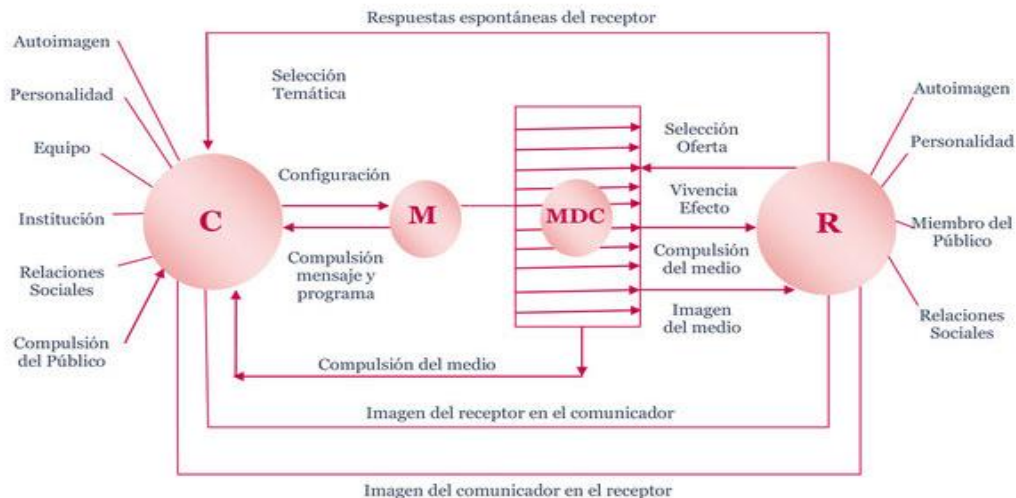 Respuestas espontáneas del receptor
Autoimagen
Personalidad
Equipo
Institución
Relaciones
Sociales
Compulsión
del Público
Selección
Temática
C
Configuración
Compulsión
mensaje y
programa
M
MDC
Selección
Oferta
Vivencia
Efecto
Compulsión
del medio
Imagen
del medio
R
Autoimagen
Personalidad
Miembro del
Público
Relaciones
Sociales
Compulsión del medio
Imagen del receptor en el comunicador
Imagen del comunicador en el receptor